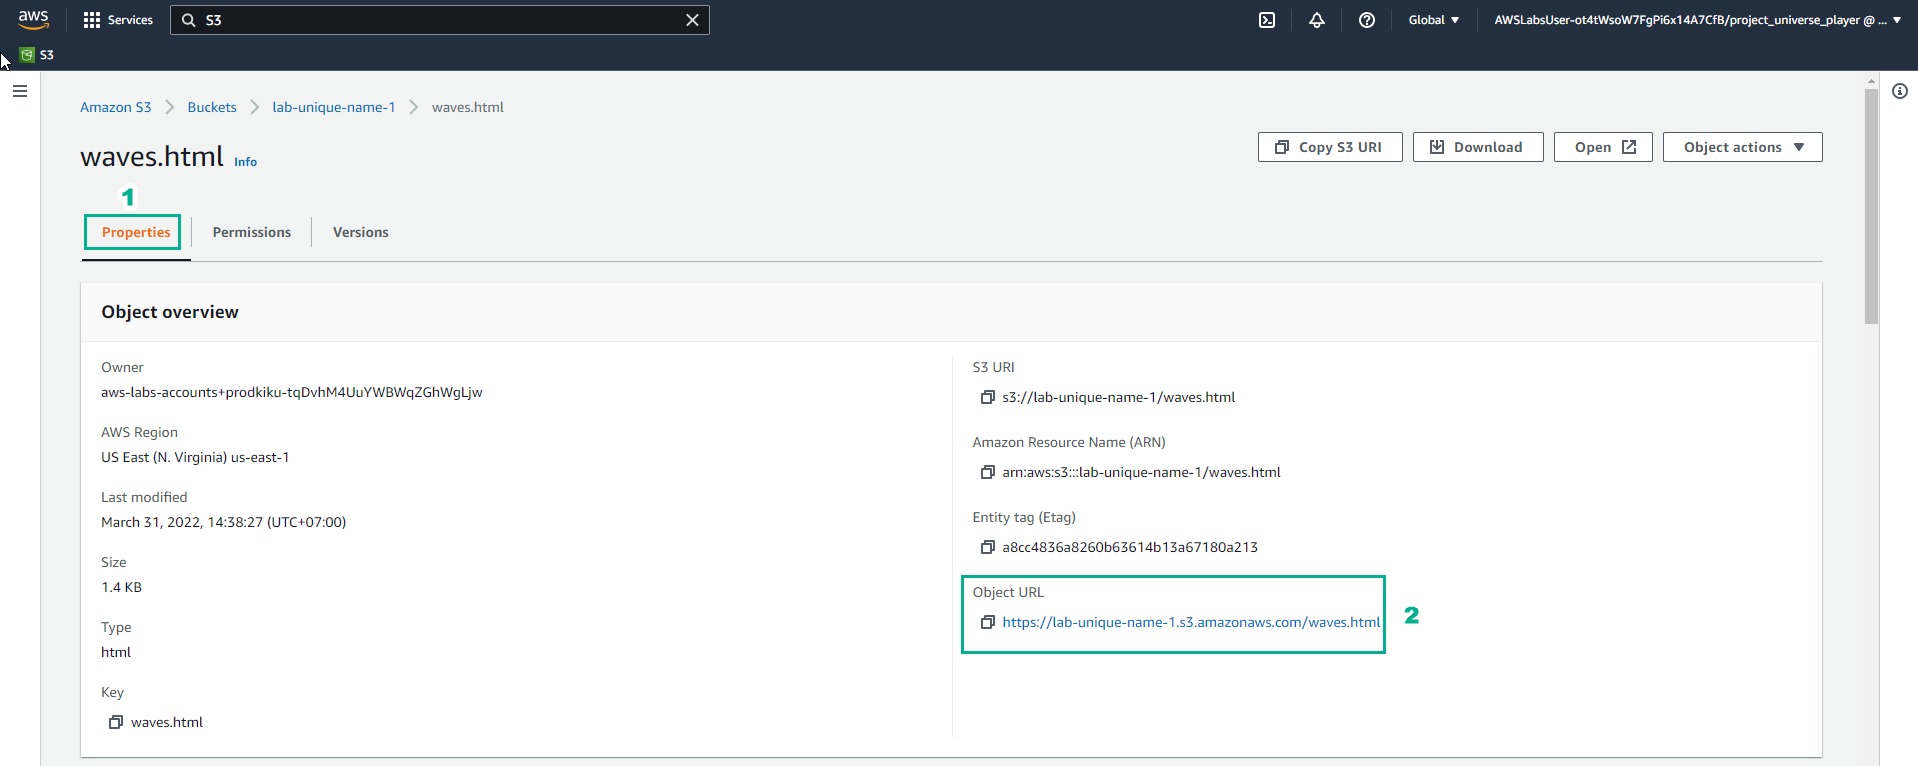 aws
Services
S3
Global
AWSLabsUser-ot4tWsoW7FgPi6x14A7CfB/project_universe_player @ ...
S3
Amazon S3
Buckets
lab-unique-name-1
waves.html
waves.html
Info
Copy S3 URI
Download
Open
Object actions
1
Properties
Permissions
Versions
Object overview
Owner
aws-labs-accounts+prodkiku-tqDvhM4UuYWBWqZGhWgLjw
AWS Region
US East (N. Virginia) us-east-1
Last modified
March 31, 2022, 14:38:27 (UTC+07:00)
Size
1.4 KB
Type
html
Key
waves.html
S3 URI
s3://lab-unique-name-1/waves.html
Amazon Resource Name (ARN)
arn:aws:s3:::lab-unique-name-1/waves.html
Entity tag (Etag)
a8cc4836a8260b63614b13a67180a213
Object URL
https://lab-unique-name-1.s3.amazonaws.com/waves.html
2